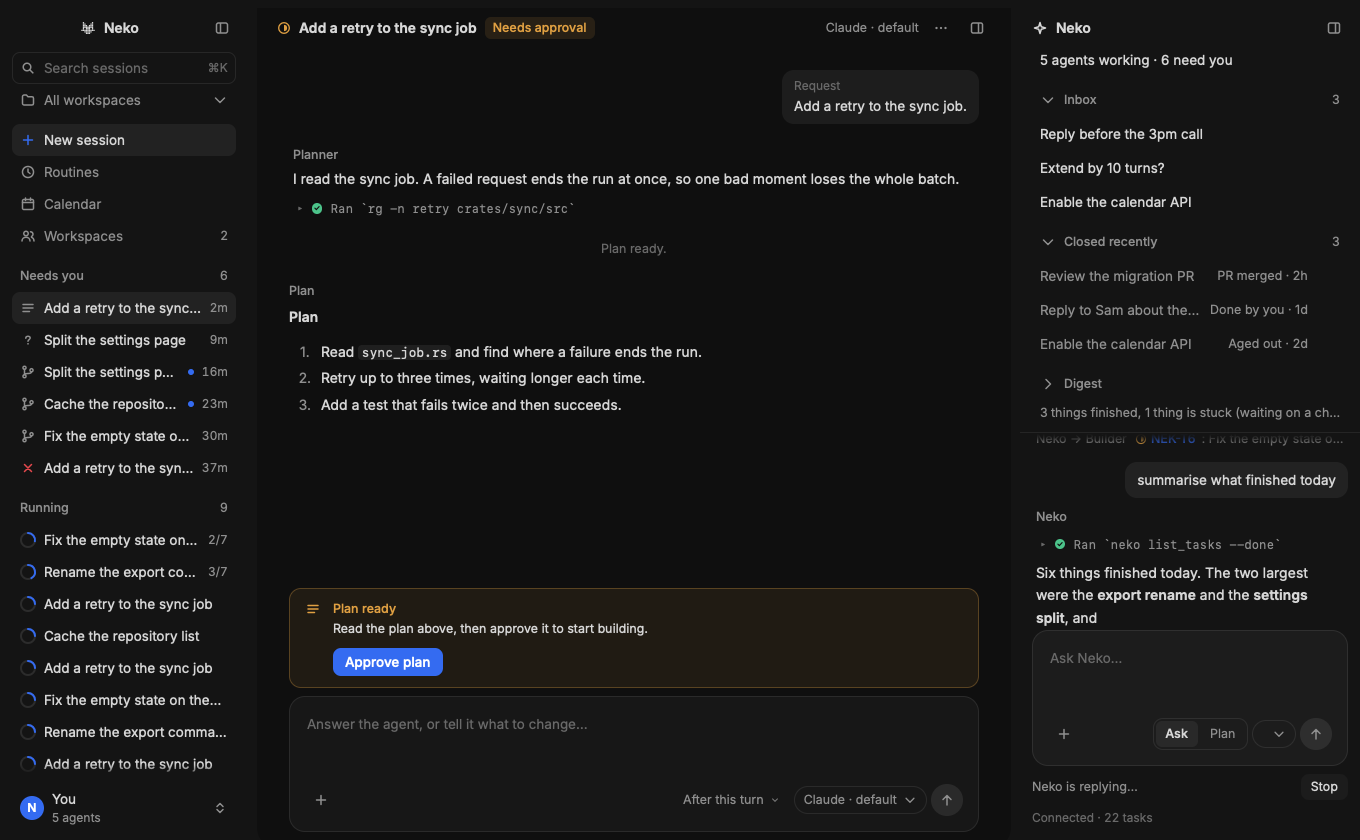 Neko
Search sessions ⌘K
All workspaces
New session
Routines
Calendar
Workspaces 2
Needs you 6
Add a retry to the sync... 2m
? Split the settings page 9m
Split the settings p... 16m
Cache the reposito... 23m
Fix the empty state o... 30m
Add a retry to the syn... 37m
Running 9
Fix the empty state on... 2/7
Rename the export co... 3/7
Add a retry to the sync job
Cache the repository list
Add a retry to the sync job
Fix the empty state on the...
Rename the export comma...
Add a retry to the sync job
N You
5 agents
Add a retry to the sync job Needs approval Claude · default ...
Request
Add a retry to the sync job.
Planner
I read the sync job. A failed request ends the run at once, so one bad moment loses the whole batch.
Ran `rg -n retry crates/sync/src`
Plan ready.
Plan
Plan
1. Read sync_job.rs and find where a failure ends the run.
2. Retry up to three times, waiting longer each time.
3. Add a test that fails twice and then succeeds.
Plan ready
Read the plan above, then approve it to start building.
Approve plan
Answer the agent, or tell it what to change...
After this turn Claude · default
Neko
5 agents working · 6 need you
Inbox 3
Reply before the 3pm call
Extend by 10 turns?
Enable the calendar API
Closed recently 3
Review the migration PR PR merged · 2h
Reply to Sam about the... Done by you · 1d
Enable the calendar API Aged out · 2d
Digest
3 things finished, 1 thing is stuck (waiting on a ch...
Neko → Builder NEK-16 : Fix the empty state o...
summarise what finished today
Neko
Ran `neko list_tasks --done`
Six things finished today. The two largest
were the export rename and the settings
split, and
Ask Neko...
Ask Plan
Neko is replying... Stop
Connected · 22 tasks